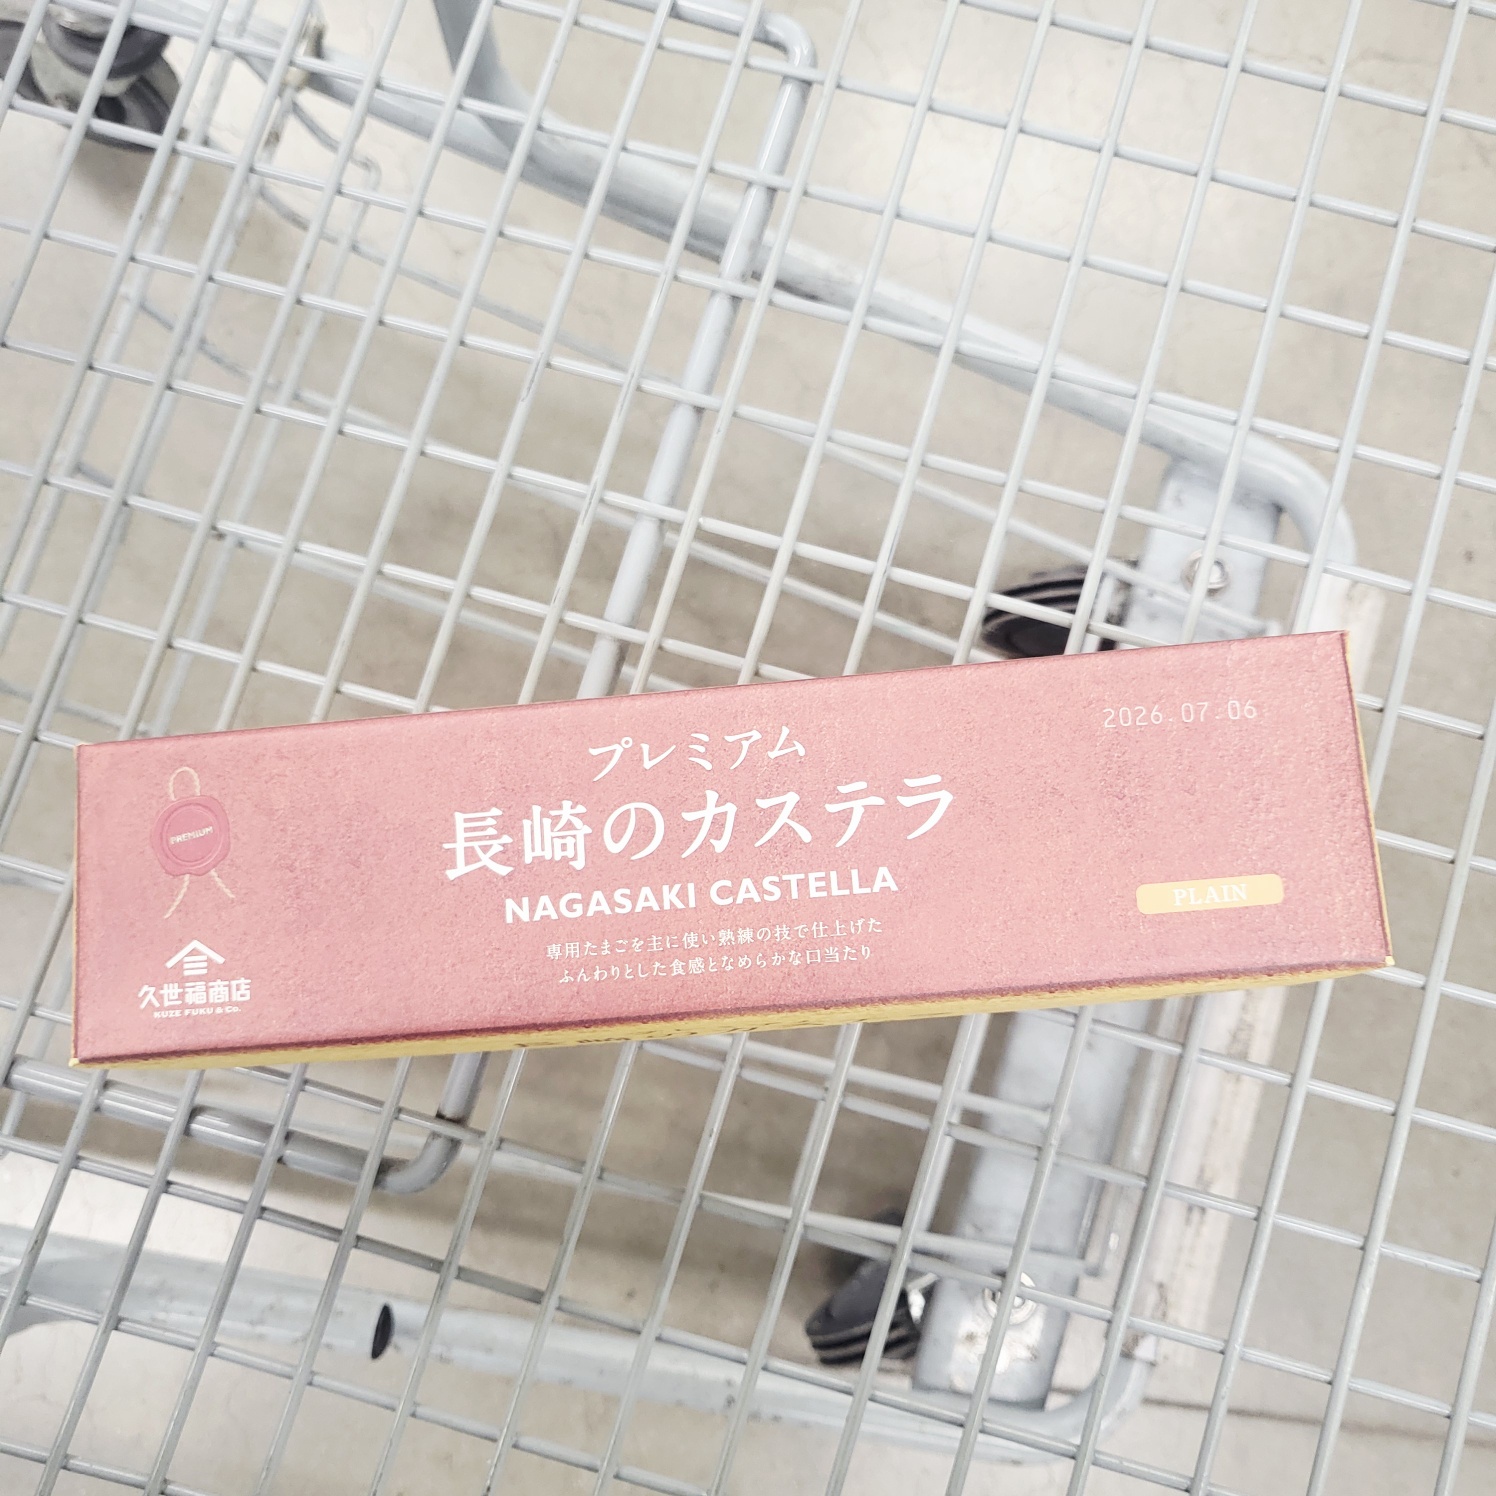 プレミアム
長崎のカステラ
NAGASAKI CASTELLA
専用たまごを主に使い熟練の技で仕上げた
ふんわりとした食感となめらかな口当たり
2026.07.06
PLAIN
PREMIUM
久世福商店
KUZE FUKU & Co.